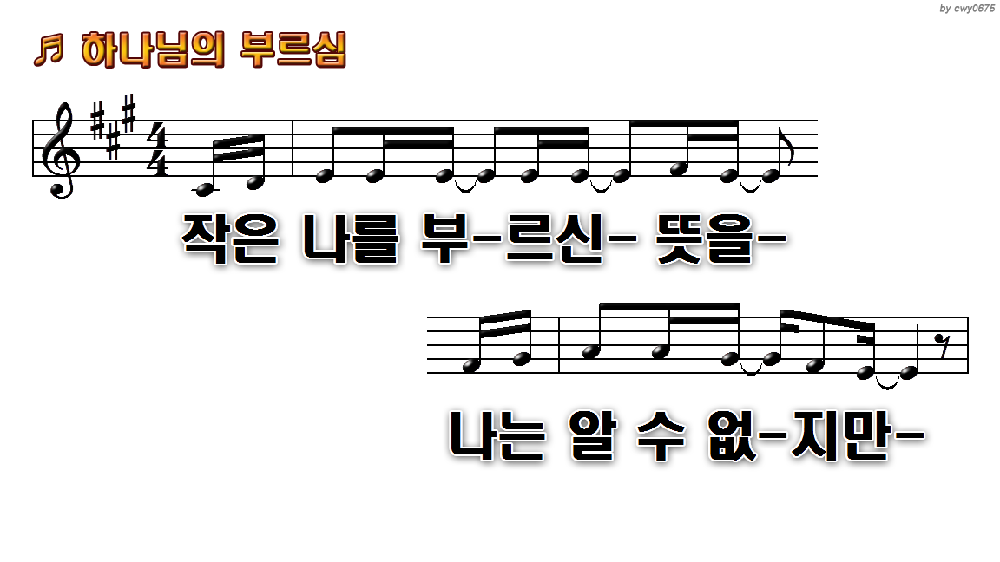 by cwy0675
♬ 하나님의 부르심
작은 나를 부-르신- 뜻을-
나는 알 수 없-지만-